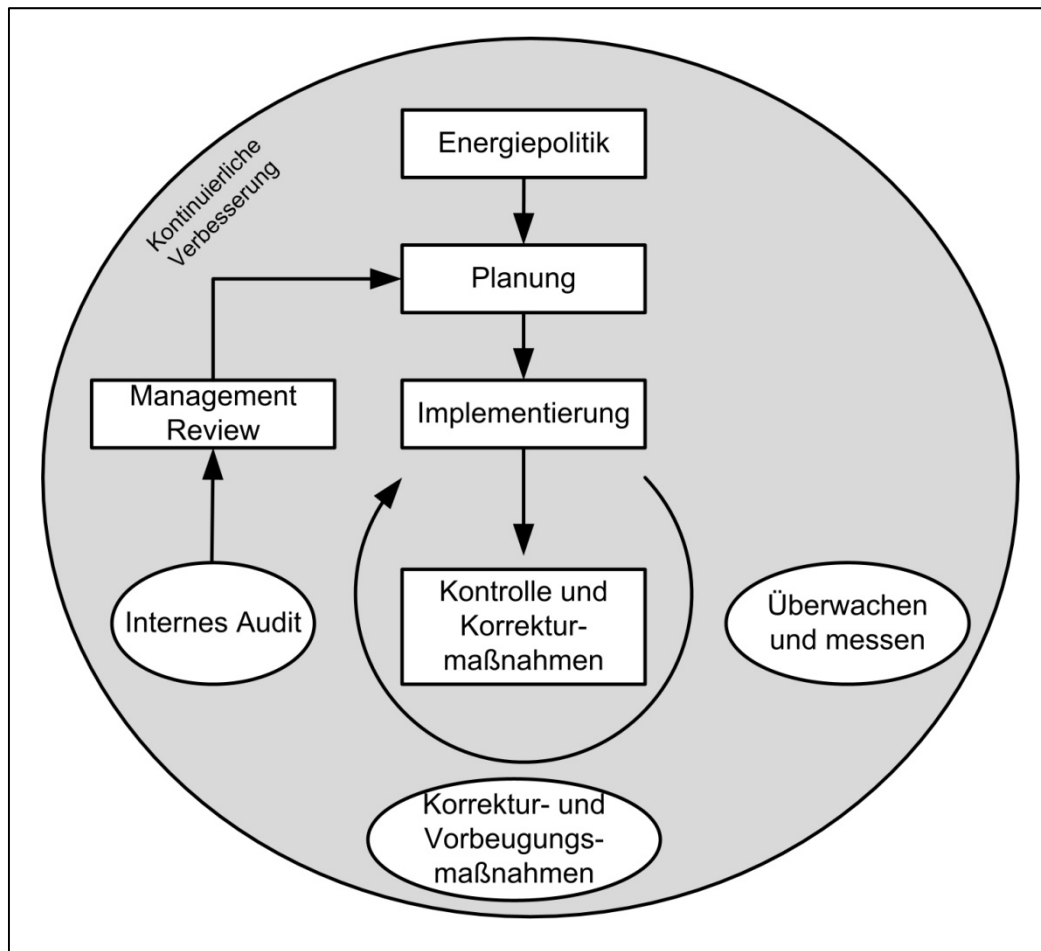 Energiepolitik
Kontinuierliche
Verbesserung
Planung
Management
Review
Implementierung
Internes Audit
Kontrolle und
Korrektur-
maßnahmen
Überwachen
und messen
Korrektur- und
Vorbeugungs-
maßnahmen